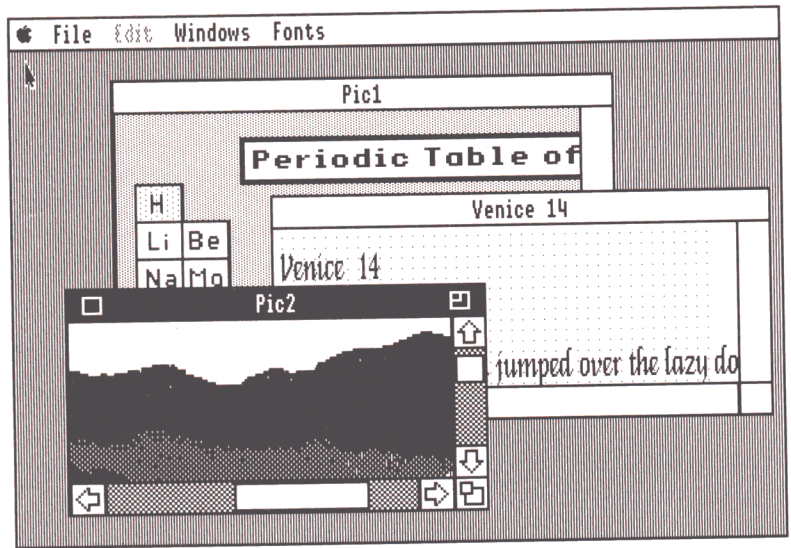 File Edit Windows Fonts
Pic1
Periodic Table of
H
Li Be
Na Mo
Venice 14
Venice 14
jumped over the lazy do
Pic2